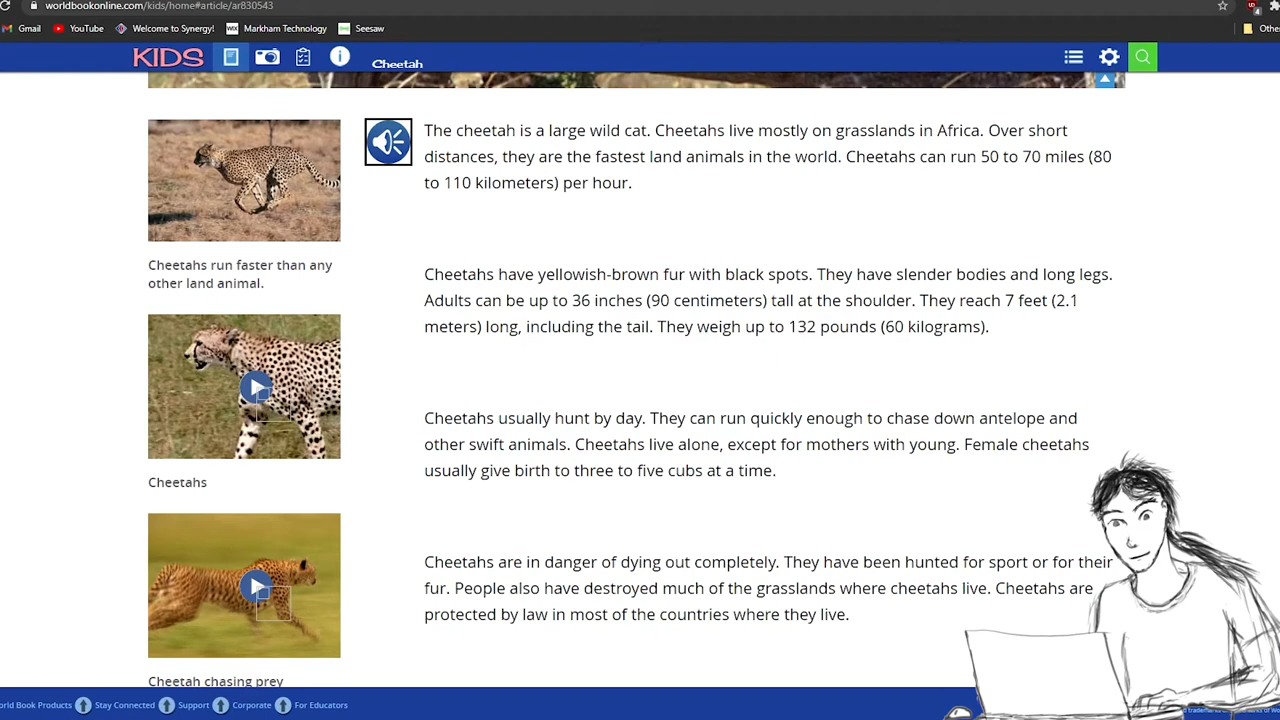 worldbookonline.com/kids/home#article/ar830543
Gmail
YouTube
Welcome to Synergy!
Markham Technology
Seesaw
Other
KIDS
Cheetah
The cheetah is a large wild cat. Cheetahs live mostly on grasslands in Africa. Over short
distances, they are the fastest land animals in the world. Cheetahs can run 50 to 70 miles (80
to 110 kilometers) per hour.
Cheetahs run faster than any
other land animal.
Cheetahs have yellowish-brown fur with black spots. They have slender bodies and long legs.
Adults can be up to 36 inches (90 centimeters) tall at the shoulder. They reach 7 feet (2.1
meters) long, including the tail. They weigh up to 132 pounds (60 kilograms).
Cheetahs usually hunt by day. They can run quickly enough to chase down antelope and
other swift animals. Cheetahs live alone, except for mothers with young. Female cheetahs
usually give birth to three to five cubs at a time.
Cheetahs
Cheetahs are in danger of dying out completely. They have been hunted for sport or for their
fur. People also have destroyed much of the grasslands where cheetahs live. Cheetahs are
protected by law in most of the countries where they live.
Cheetah chasing prey
orld Book Products
Stay Connected
Support
Corporate
For Educators